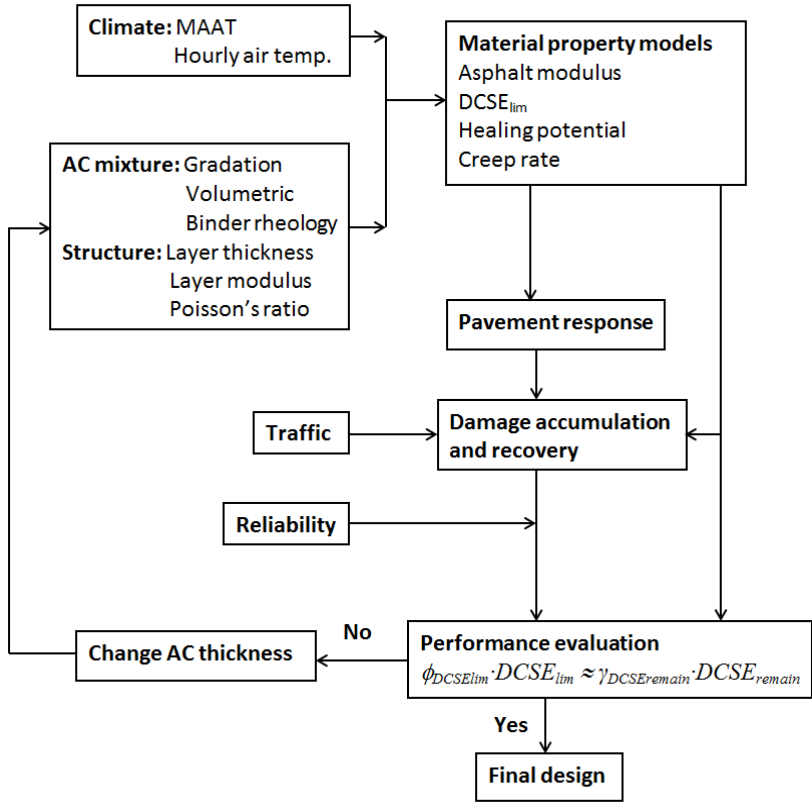 Climate: MAAT
Hourly air temp.
Material property models
Asphalt modulus
DCSElim
Healing potential
Creep rate
AC mixture: Gradation
Volumetric
Binder rheology
Structure: Layer thickness
Layer modulus
Poisson’s ratio
Pavement response
Traffic
Damage accumulation
and recovery
Reliability
Change AC thickness
No
Performance evaluation
ϕDCSElim·DCSElim ≈ γDCSEremain·DCSEremain
Yes
Final design